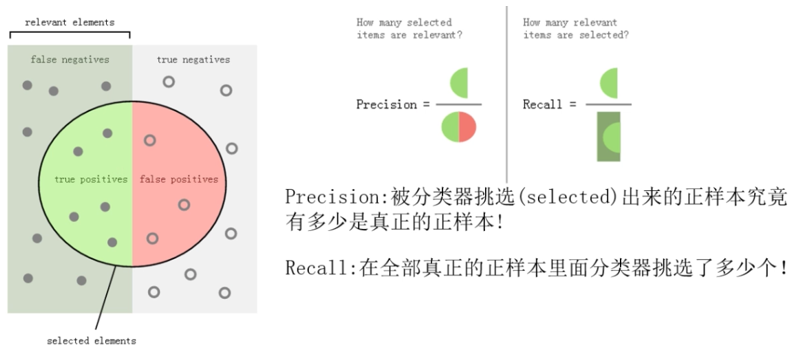 relevant elements
false negatives
true negatives
true positives
false positives
selected elements
How many selected
items are relevant?
Precision =
How many relevant
items are selected?
Recall =
Precision:被分类器挑选(selected)出来的正样本究竟
有多少是真正的正样本!
Recall:在全部真正的正样本里面分类器挑选了多少个!